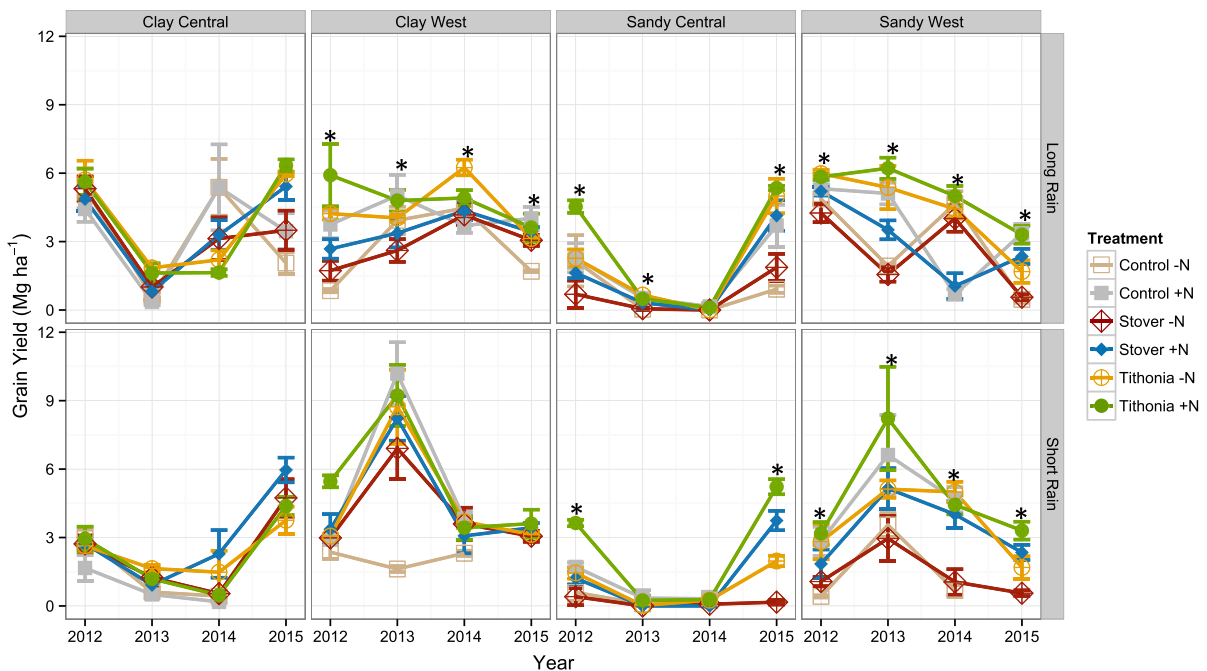 Clay Central Clay West Sandy Central Sandy West
12
9
6
3
0
* * * * * * * * * * *
Long Rain
12
9
6
3
0
* * * * * *
Short Rain
2012 2013 2014 2015 2012 2013 2014 2015 2012 2013 2014 2015 2012 2013 2014 2015
Year
Grain Yield (Mg ha⁻¹)
Treatment
Control -N
Control +N
Stover -N
Stover +N
Tithonia -N
Tithonia +N